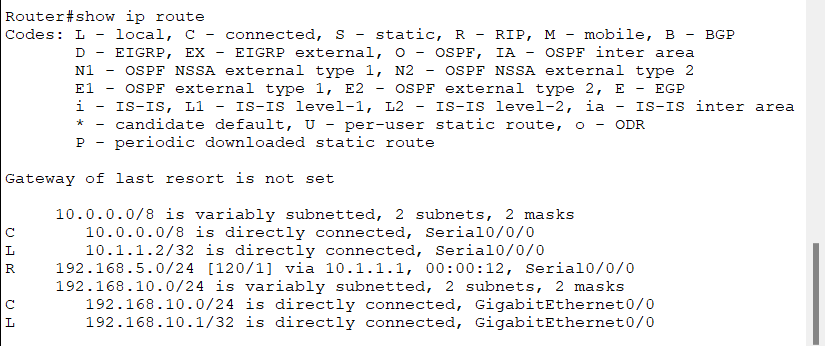 Router#show ip route
Codes: L - local, C - connected, S - static, R - RIP, M - mobile, B - BGP
       D - EIGRP, EX - EIGRP external, O - OSPF, IA - OSPF inter area
       N1 - OSPF NSSA external type 1, N2 - OSPF NSSA external type 2
       E1 - OSPF external type 1, E2 - OSPF external type 2, E - EGP
       i - IS-IS, L1 - IS-IS level-1, L2 - IS-IS level-2, ia - IS-IS inter area
       * - candidate default, U - per-user static route, o - ODR
       P - periodic downloaded static route

Gateway of last resort is not set

     10.0.0.0/8 is variably subnetted, 2 subnets, 2 masks
C       10.0.0.0/8 is directly connected, Serial0/0/0
L       10.1.1.2/32 is directly connected, Serial0/0/0
R    192.168.5.0/24 [120/1] via 10.1.1.1, 00:00:12, Serial0/0/0
     192.168.10.0/24 is variably subnetted, 2 subnets, 2 masks
C       192.168.10.0/24 is directly connected, GigabitEthernet0/0
L       192.168.10.1/32 is directly connected, GigabitEthernet0/0